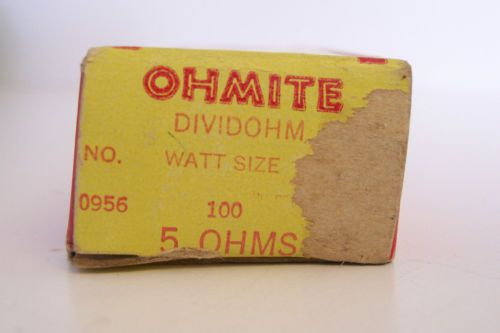 OHMITE
DIVIDOHM
NO. WATT SIZE
0956 100
5 OHMS